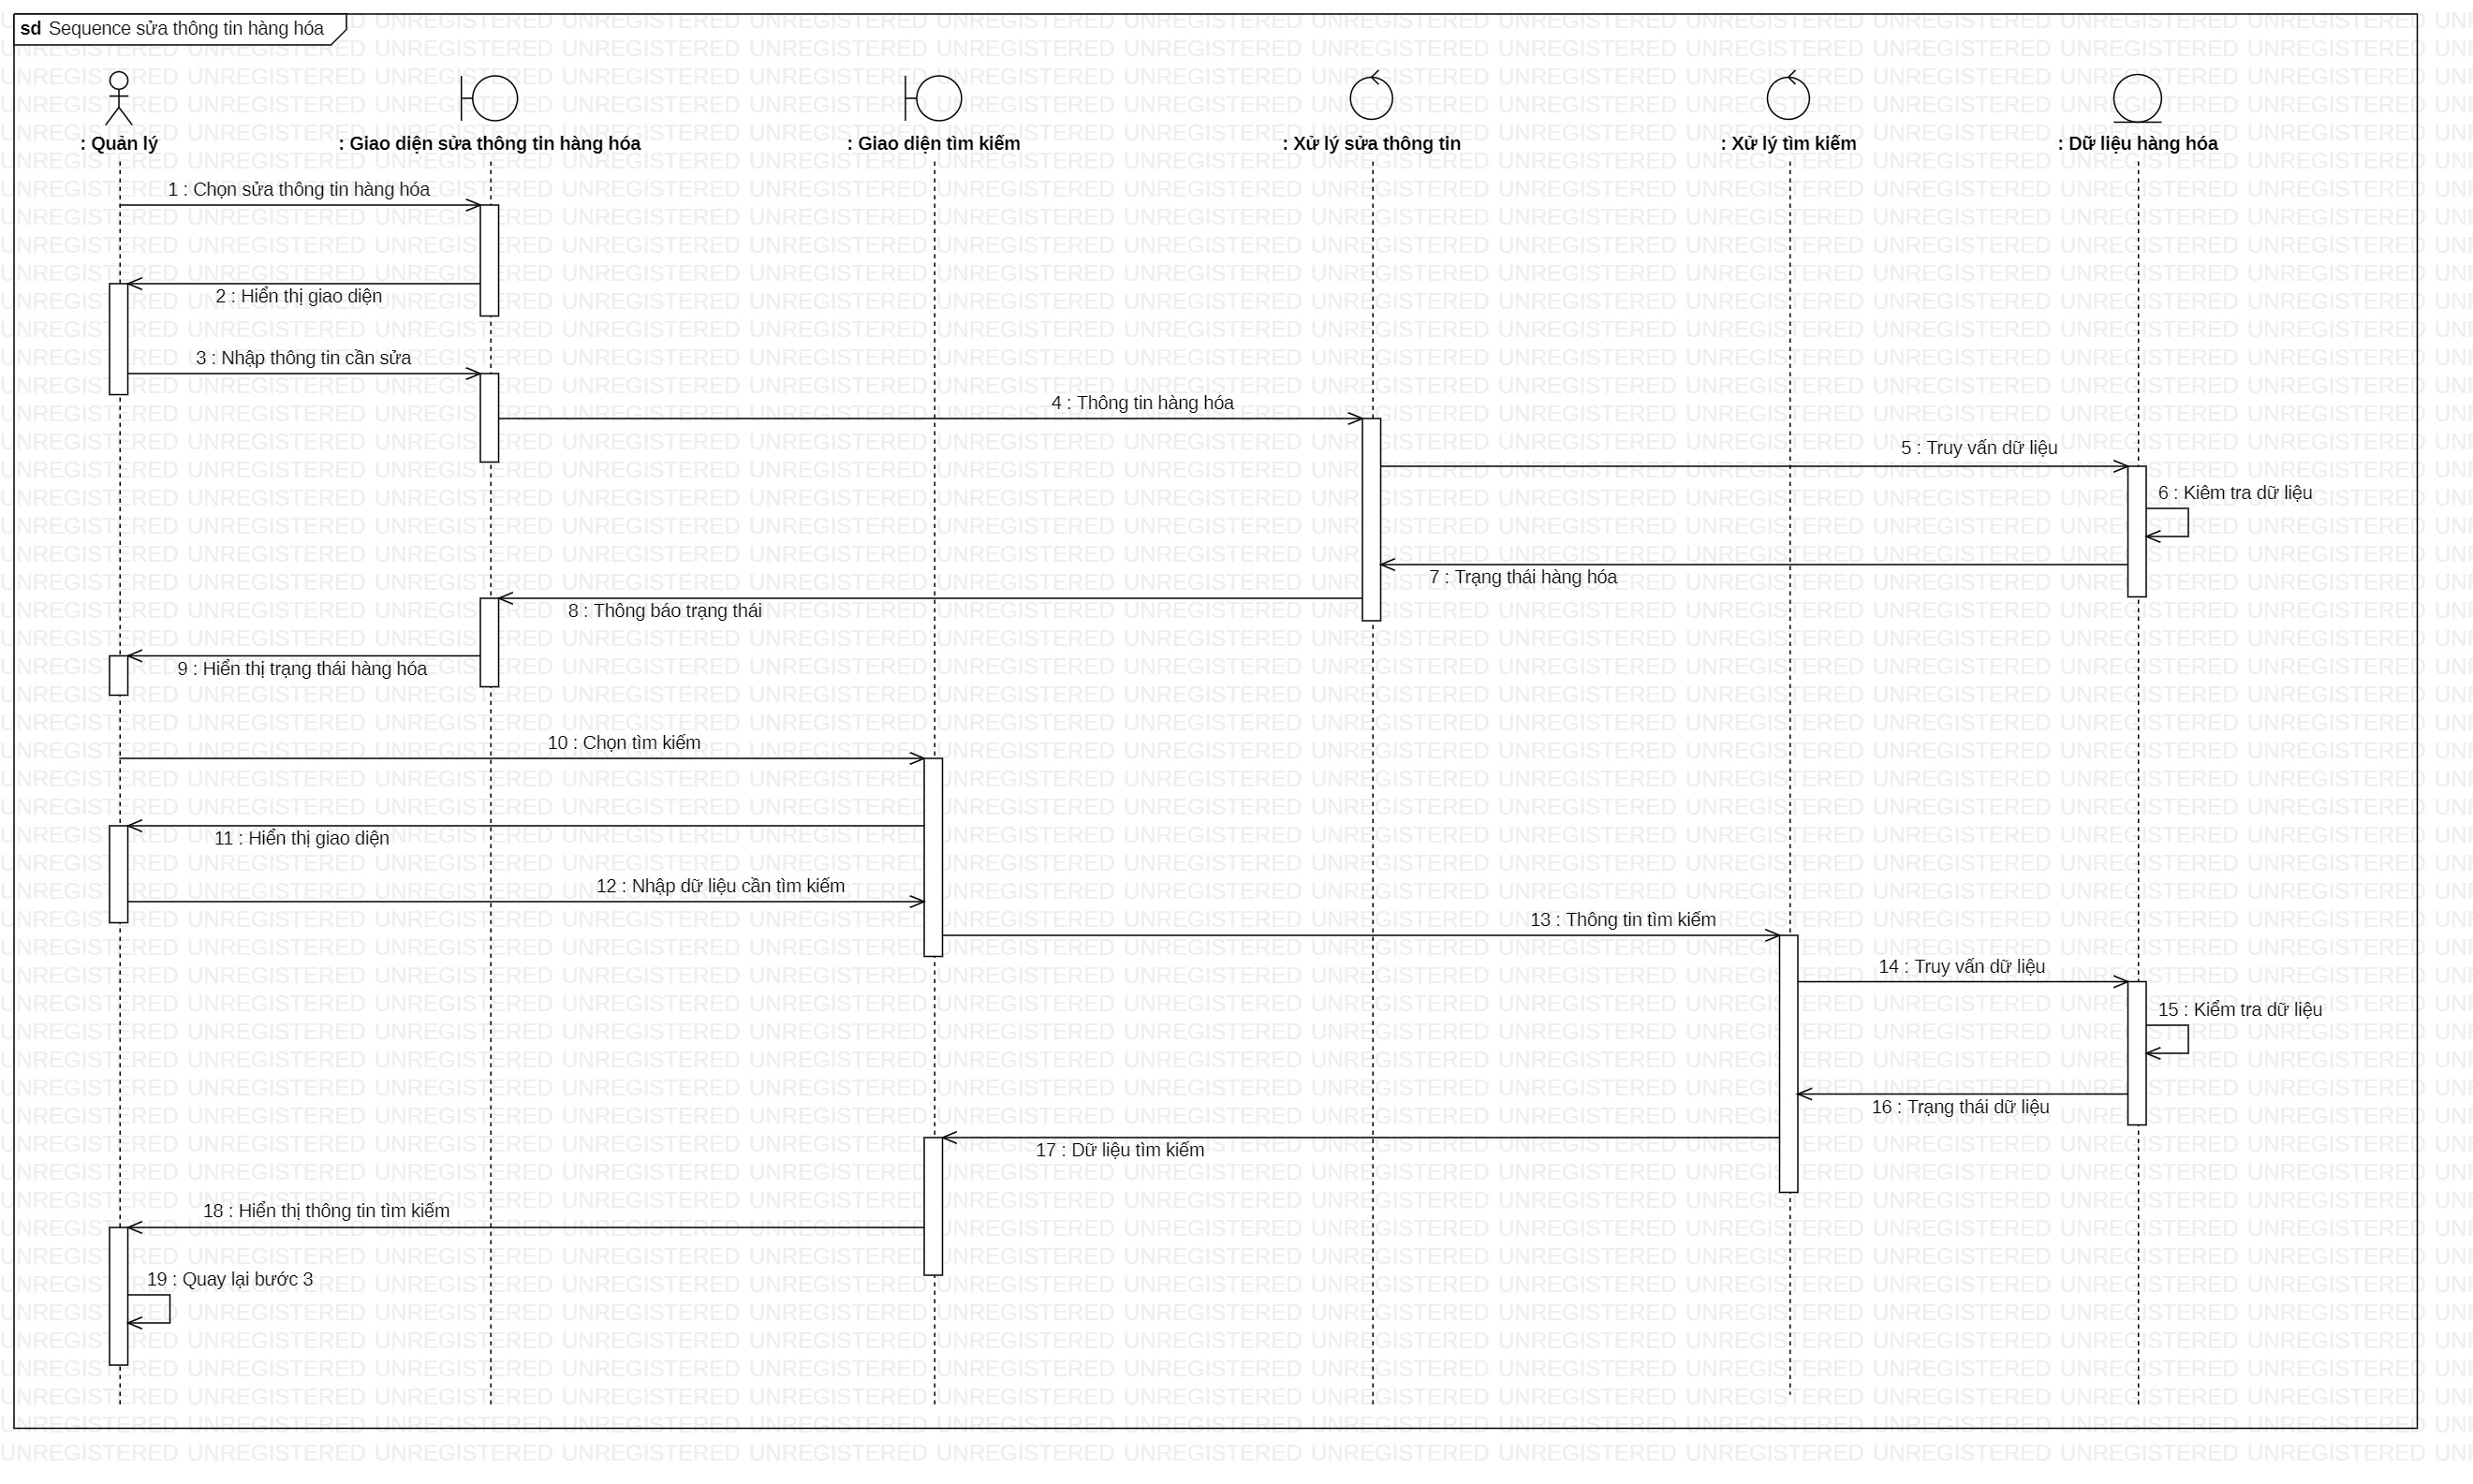 sd Sequence sửa thông tin hàng hóa
: Quản lý
: Giao diện sửa thông tin hàng hóa
: Giao diện tìm kiếm
: Xử lý sửa thông tin
: Xử lý tìm kiếm
: Dữ liệu hàng hóa
1 : Chọn sửa thông tin hàng hóa
2 : Hiển thị giao diện
3 : Nhập thông tin cần sửa
4 : Thông tin hàng hóa
5 : Truy vấn dữ liệu
6 : Kiêm tra dữ liệu
7 : Trạng thái hàng hóa
8 : Thông báo trạng thái
9 : Hiển thị trạng thái hàng hóa
10 : Chọn tìm kiếm
11 : Hiển thị giao diện
12 : Nhập dữ liệu cần tìm kiếm
13 : Thông tin tìm kiếm
14 : Truy vấn dữ liệu
15 : Kiểm tra dữ liệu
16 : Trạng thái dữ liệu
17 : Dữ liệu tìm kiếm
18 : Hiển thị thông tin tìm kiếm
19 : Quay lại bước 3
UNREGISTERED